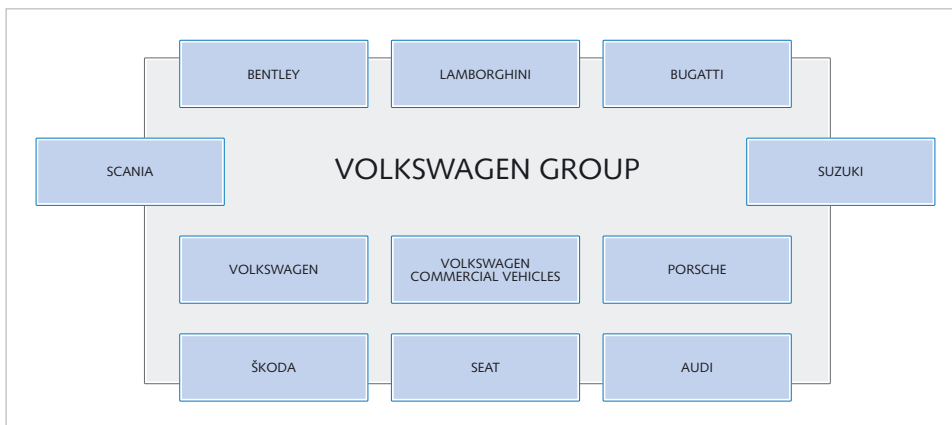 BENTLEY
LAMBORGHINI
BUGATTI
SCANIA
VOLKSWAGEN GROUP
SUZUKI
VOLKSWAGEN
VOLKSWAGEN
COMMERCIAL VEHICLES
PORSCHE
ŠKODA
SEAT
AUDI